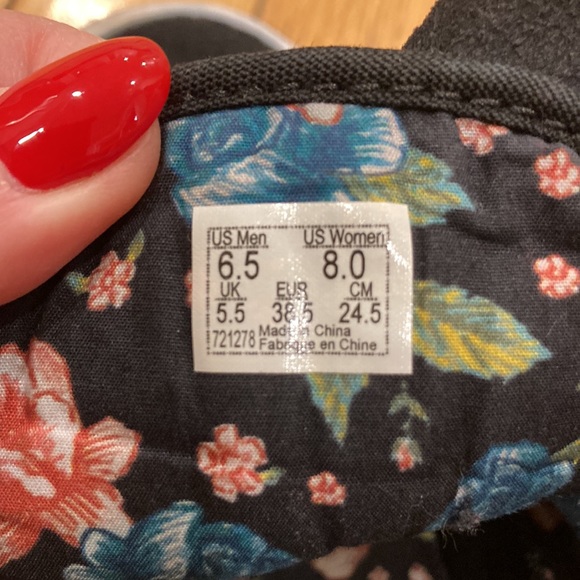 US Men US Women
6.5 8.0
UK EUR CM
5.5 38.5 24.5
721278 Made in China
Fabrique en Chine